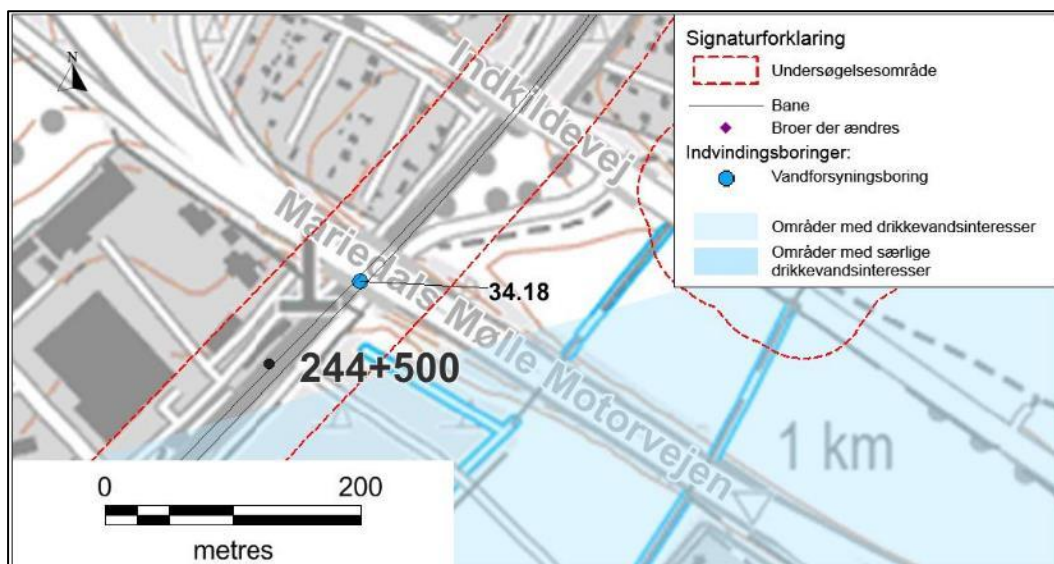 N
Indkildevej
Mariedals Mølle Motorvejen
34.18
244+500
1 km
0 200
metres
Signaturforklaring
Undersøgelsesområde
Bane
Broer der ændres
Indvindingsboringer:
Vandforsyningsboring
Områder med drikkevandsinteresser
Områder med særlige
drikkevandsinteresser